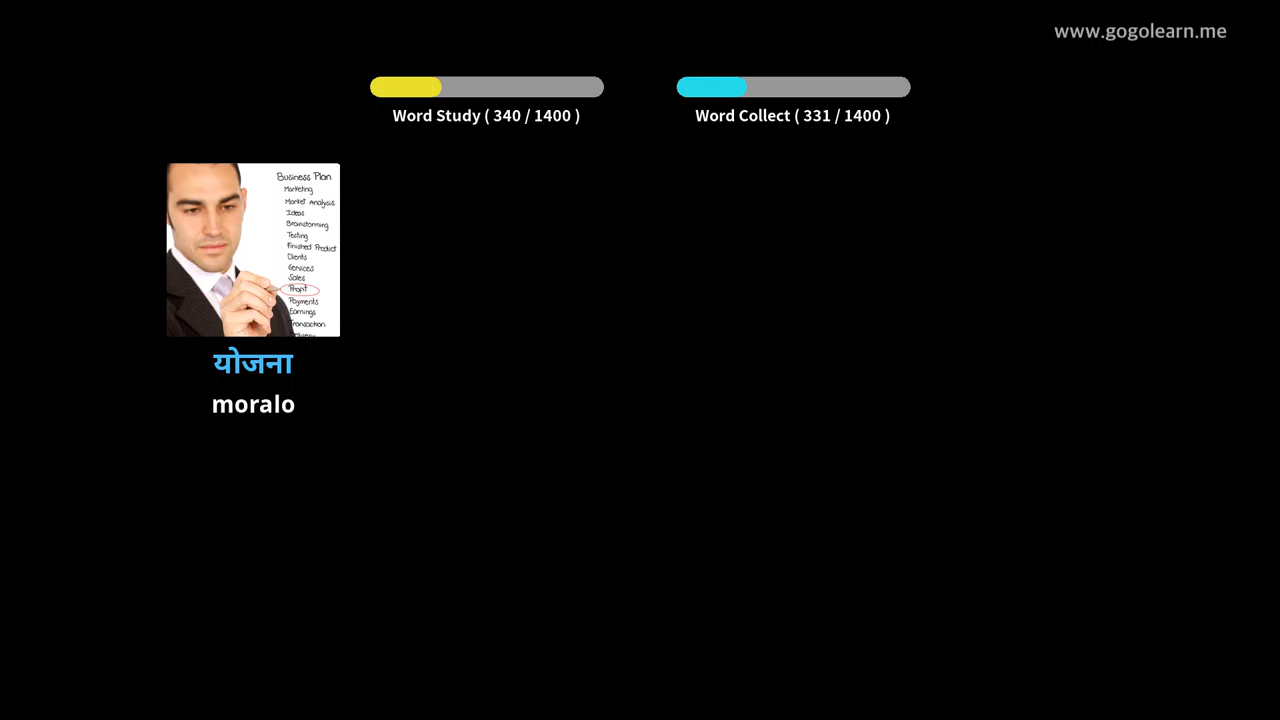 www.gogolearn.me
Word Study ( 340 / 1400 )
Word Collect ( 331 / 1400 )
Business Plan
Marketing
Market Analysis
Ideas
Brainstorming
Testing
Finished Product
Clients
Services
Sales
Profit
Payments
Earnings
Transaction
योजना
moralo